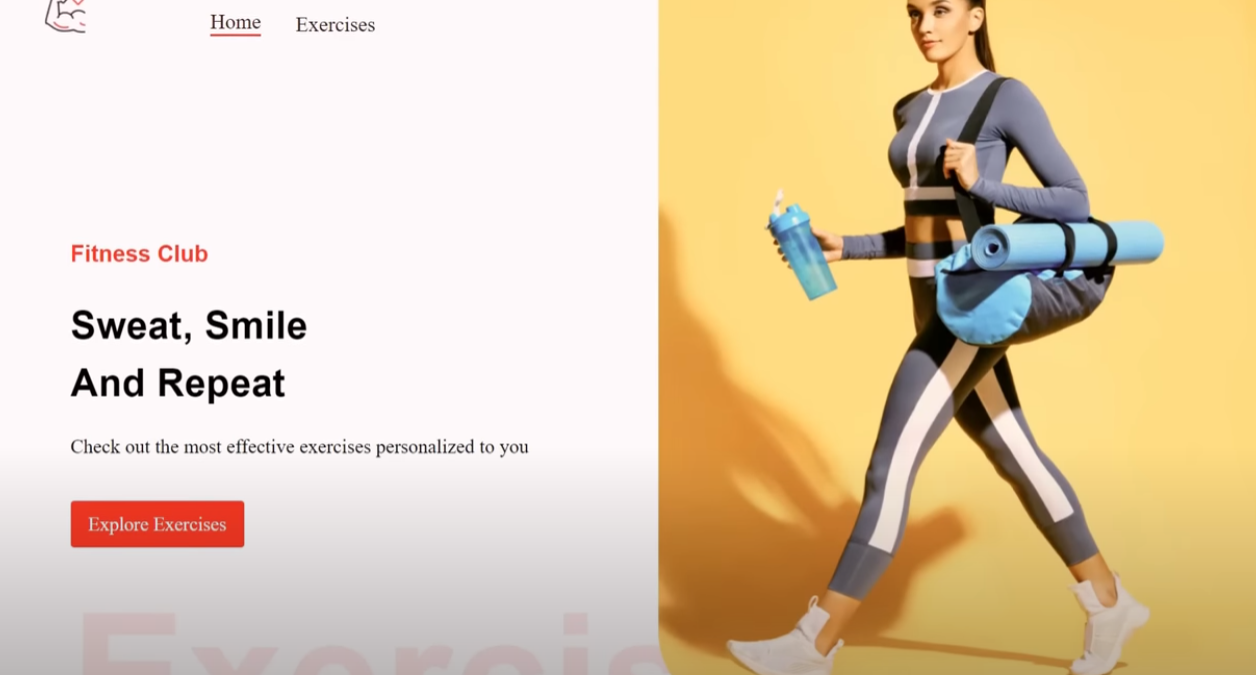 Home Exercises
Fitness Club
Sweat, Smile
And Repeat
Check out the most effective exercises personalized to you
Explore Exercises
Exercis